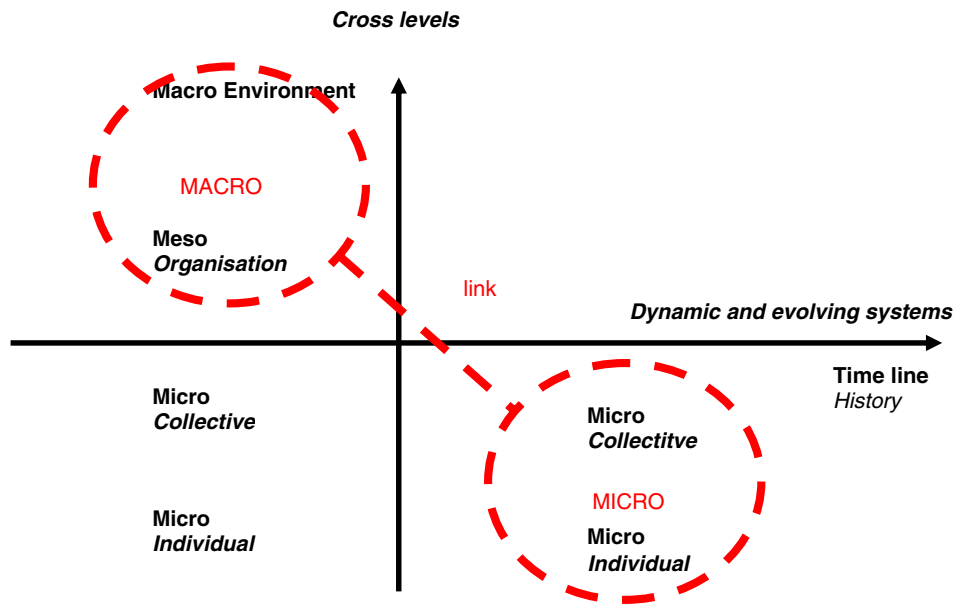 Cross levels
Macro Environment
MACRO
Meso
Organisation
link
Dynamic and evolving systems
Time line
History
Micro
Collective
Micro
Collectitve
MICRO
Micro
Individual
Micro
Individual